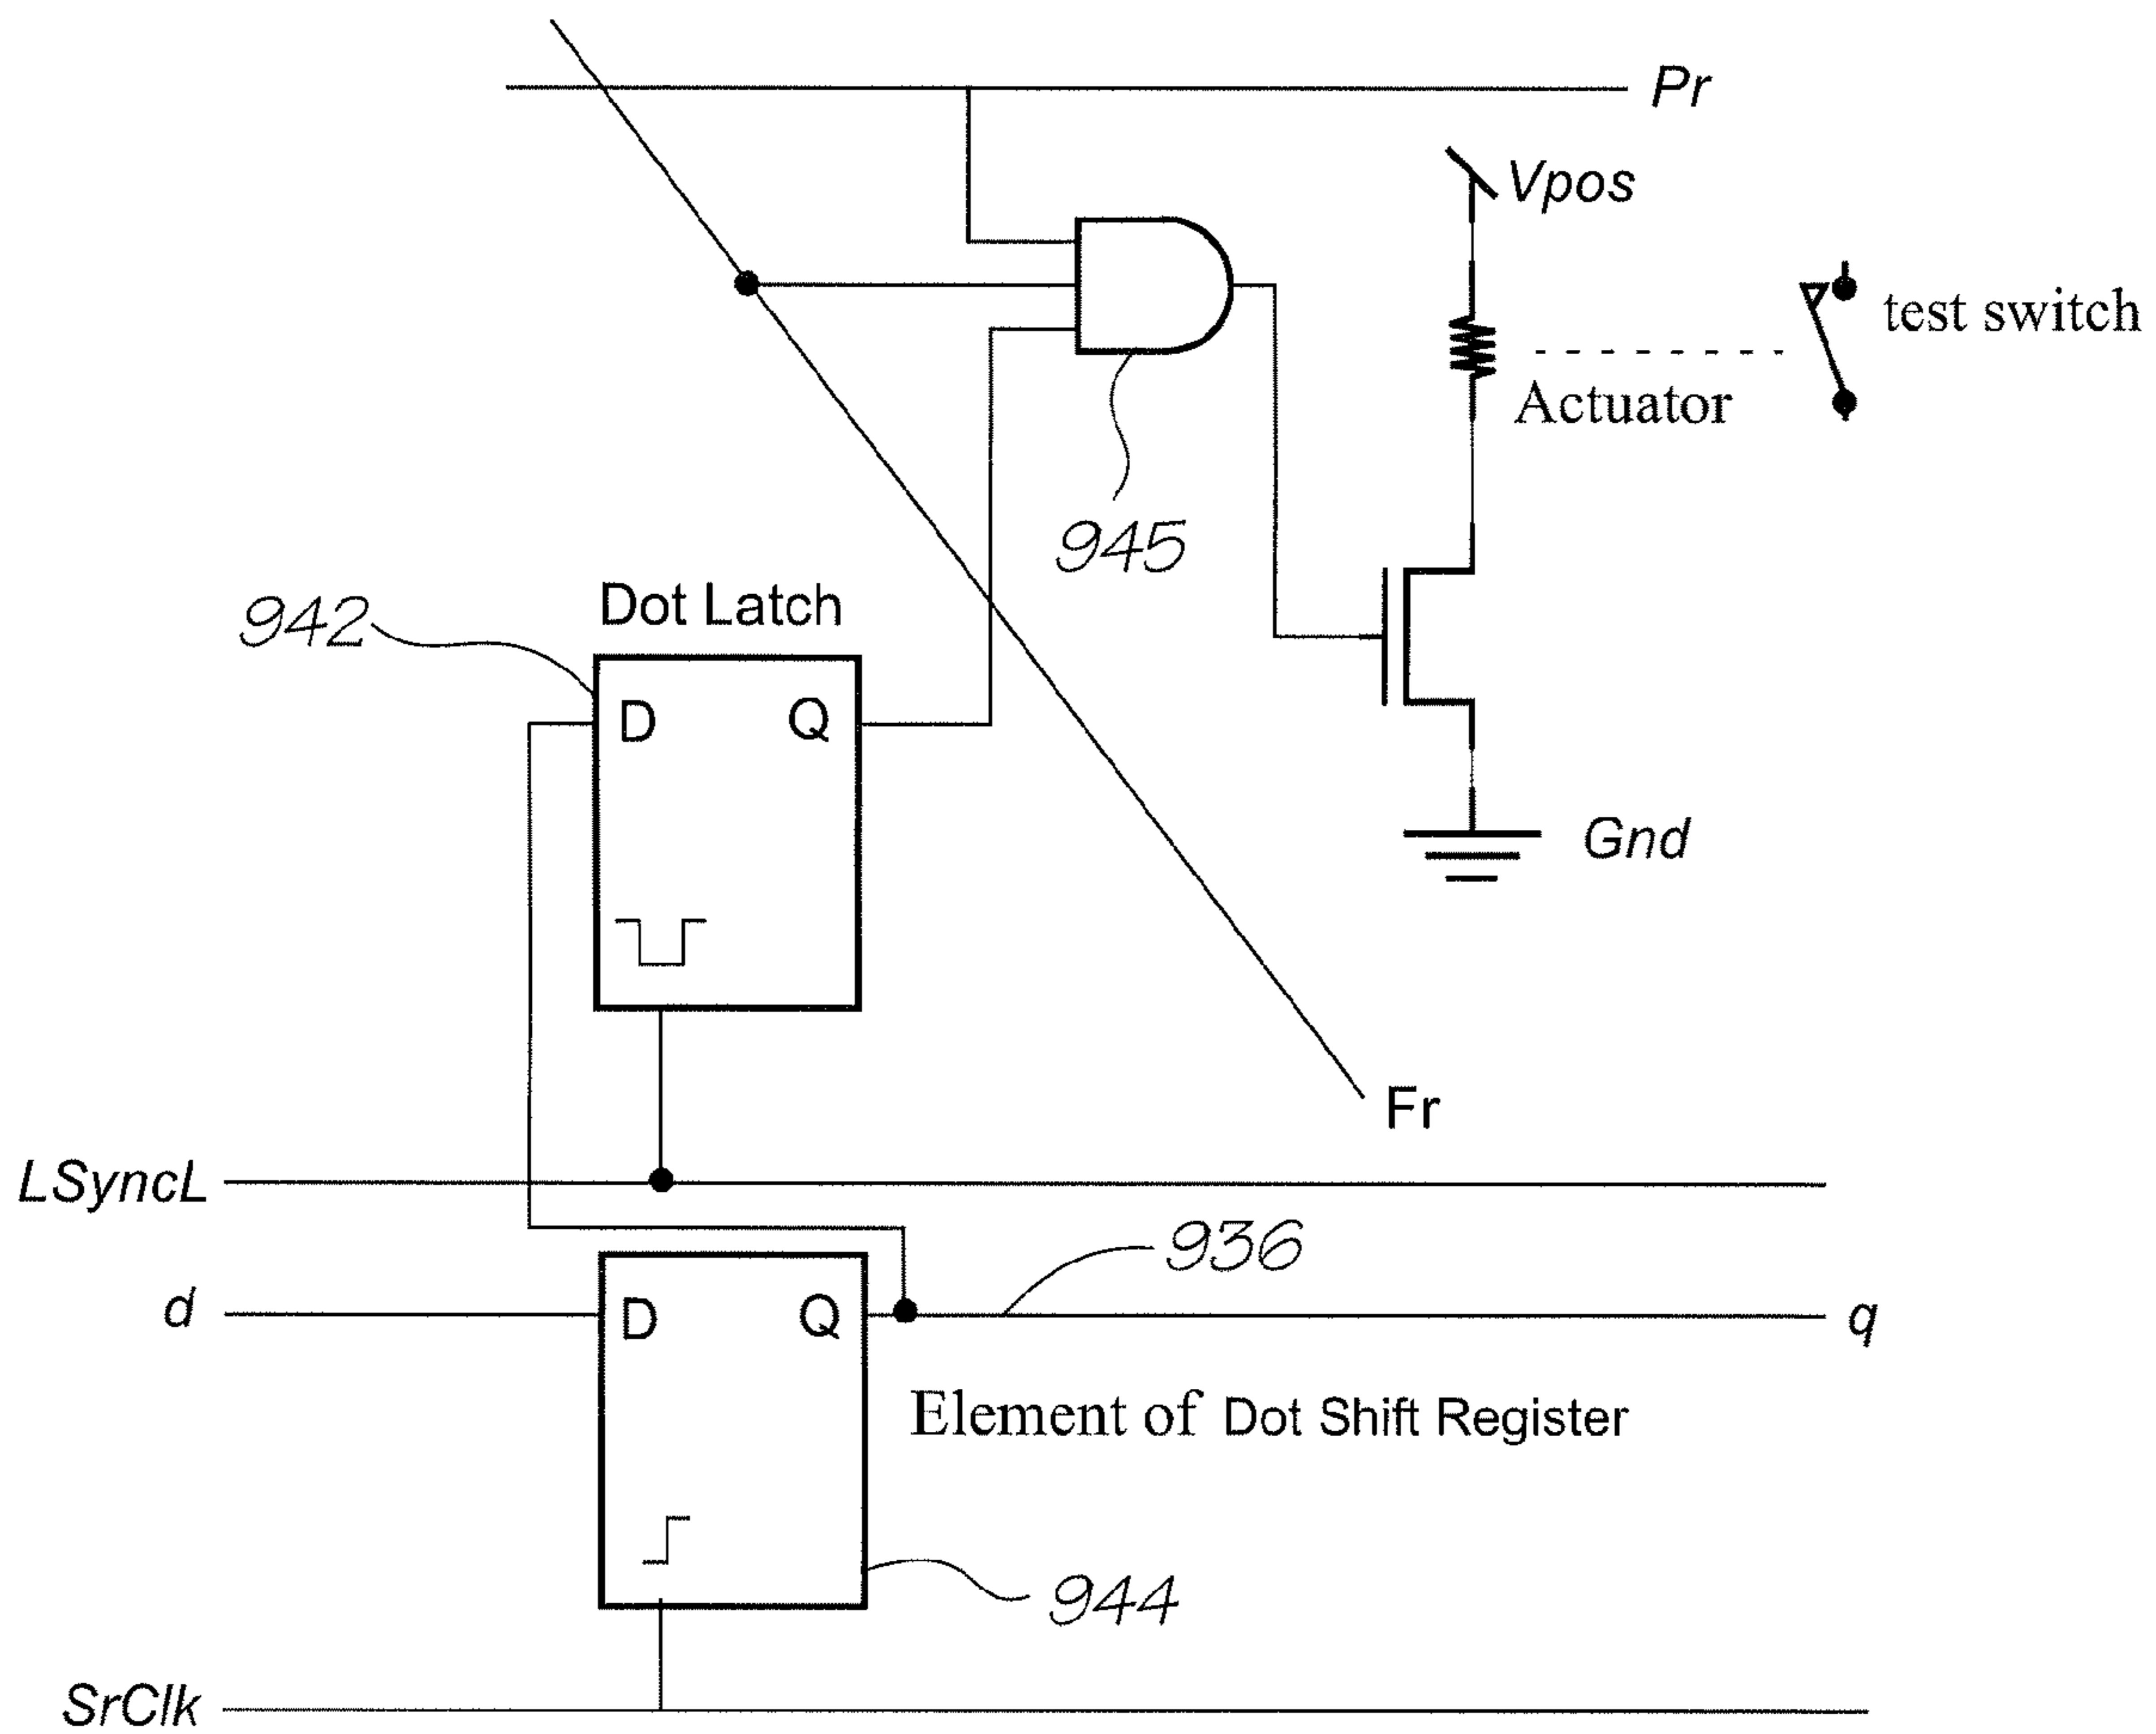 Pr
Vpos
test switch
Actuator
945
942
Dot Latch
D Q
Gnd
Fr
LSyncL
936
d
D Q
q
Element of Dot Shift Register
944
SrClk